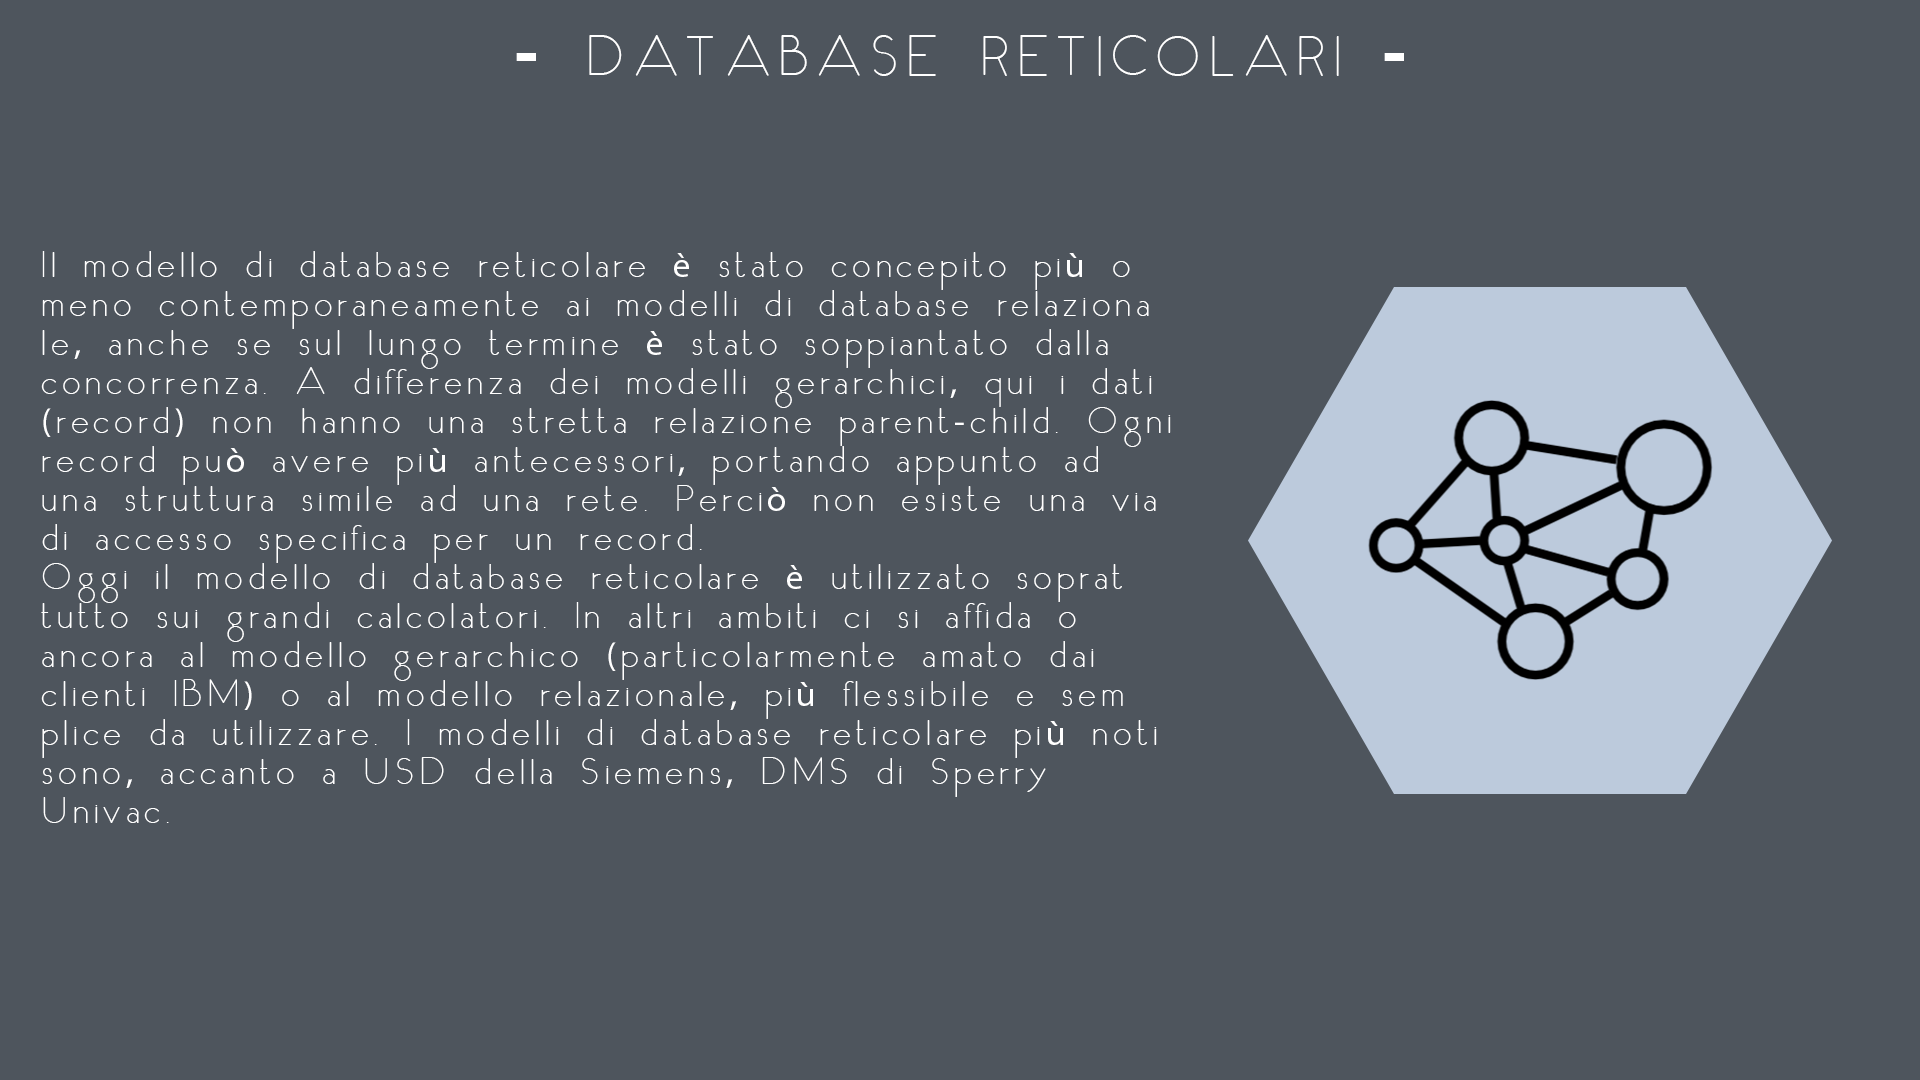 - DATABASE RETICOLARI -
Il modello di database reticolare è stato concepito più o
meno contemporaneamente ai modelli di database relaziona
le, anche se sul lungo termine è stato soppiantato dalla
concorrenza. A differenza dei modelli gerarchici, qui i dati
(record) non hanno una stretta relazione parent-child. Ogni
record può avere più antecessori, portando appunto ad
una struttura simile ad una rete. Perciò non esiste una via
di accesso specifica per un record.
Oggi il modello di database reticolare è utilizzato soprat
tutto sui grandi calcolatori. In altri ambiti ci si affida o
ancora al modello gerarchico (particolarmente amato dai
clienti IBM) o al modello relazionale, più flessibile e sem
plice da utilizzare. I modelli di database reticolare più noti
sono, accanto a USD della Siemens, DMS di Sperry
Univac.